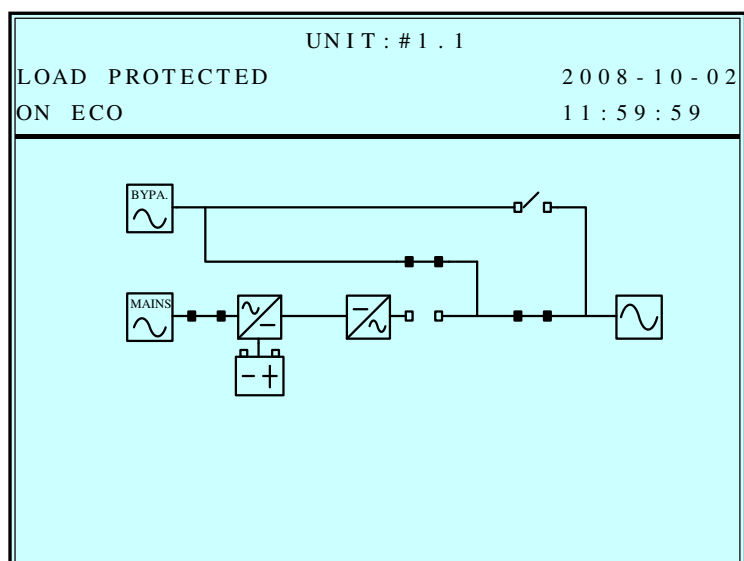 UNIT:#1.1
LOAD PROTECTED 2008-10-02
ON ECO 11:59:59
BYPA.
MAINS